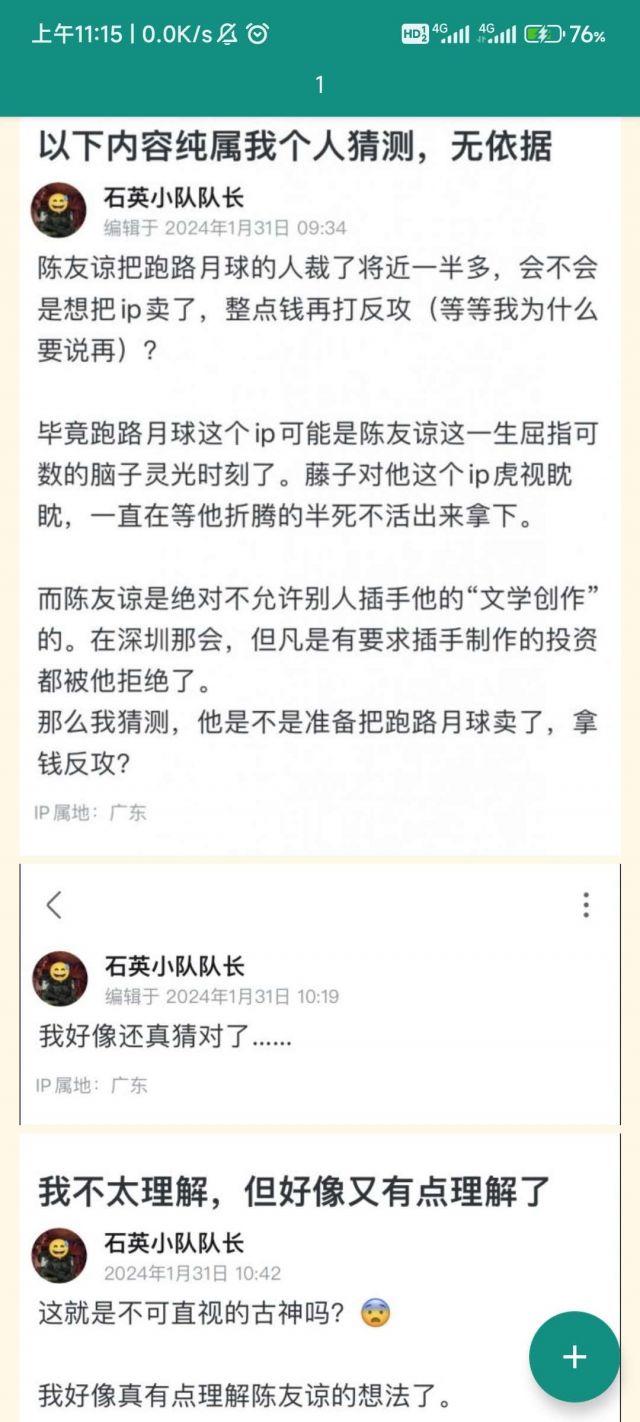 上午11:15 | 0.0K/s
HD 1 2 4G 4G 76%
1
以下内容纯属我个人猜测，无依据
石英小队队长
编辑于 2024年1月31日 09:34
陈友谅把跑路月球的人裁了将近一半多，会不会
是想把ip卖了，整点钱再打反攻（等等我为什么
要说再）?
毕竟跑路月球这个ip可能是陈友谅这一生屈指可
数的脑子灵光时刻了。藤子对他这个ip虎视眈
眈，一直在等他折腾的半死不活出来拿下。
而陈友谅是绝对不允许别人插手他的“文学创作”
的。在深圳那会，但凡是有要求插手制作的投资
都被他拒绝了。
那么我猜测，他是不是准备把跑路月球卖了，拿
钱反攻?
IP属地：广东
石英小队队长
编辑于 2024年1月31日 10:19
我好像还真猜对了......
IP属地：广东
我不太理解，但好像又有点理解了
石英小队队长
2024年1月31日 10:42
这就是不可直视的古神吗? 😨
+
我好像真有点理解陈友谅的想法了。